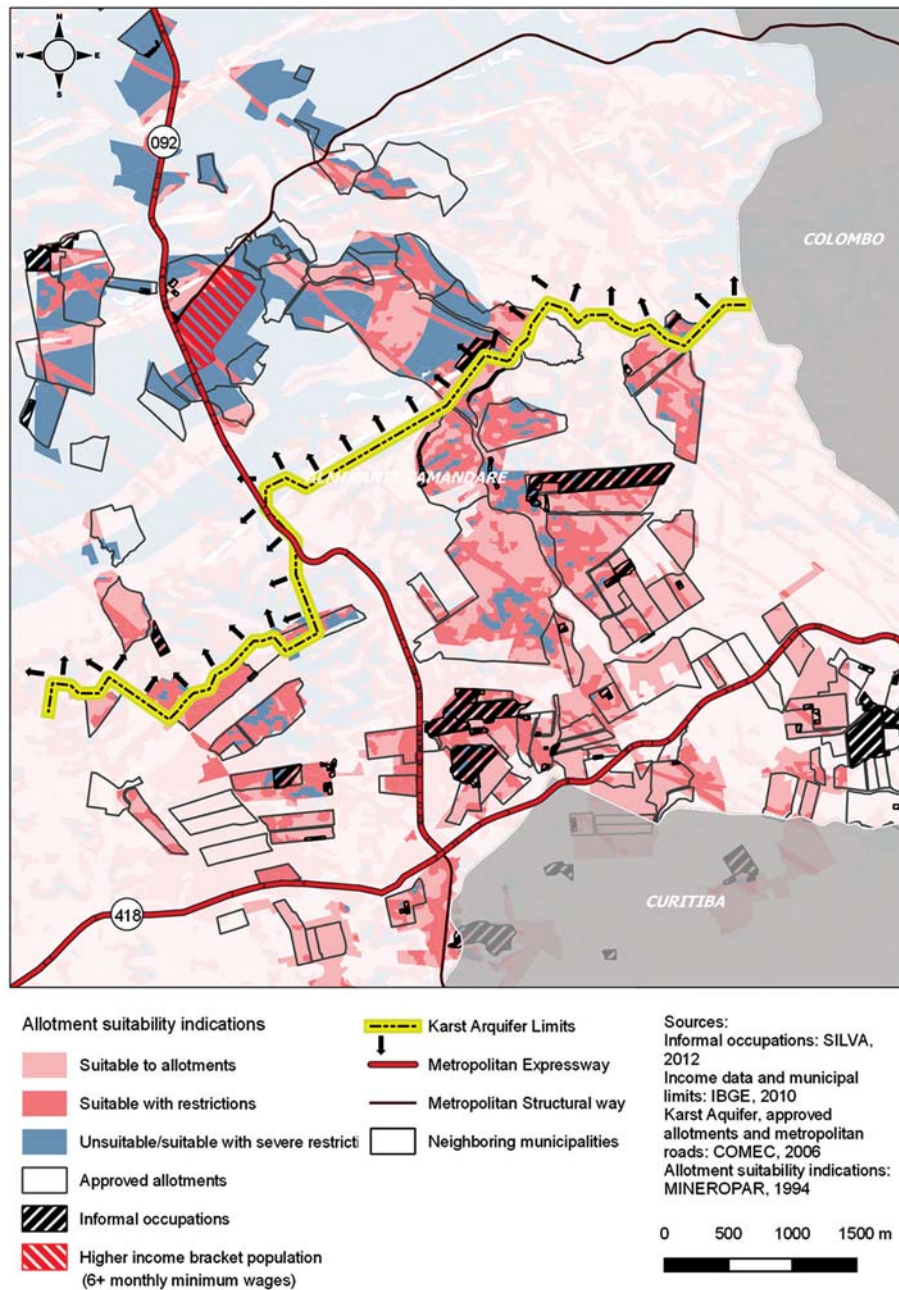 N
W
E
S
092
COLOMBO
ALMIRANTE TAMANDARÉ
CURITIBA
418
Allotment suitability indications
Suitable to allotments
Suitable with restrictions
Unsuitable/suitable with severe restricti
Approved allotments
Informal occupations
Higher income bracket population
(6+ monthly minimum wages)
Karst Arquifer Limits
Metropolitan Expressway
Metropolitan Structural way
Neighboring municipalities
Sources:
Informal occupations: SILVA,
2012
Income data and municipal
limits: IBGE, 2010
Karst Aquifer, approved
allotments and metropolitan
roads: COMEC, 2006
Allotment suitability indications:
MINEROPAR, 1994
0 500 1000 1500 m